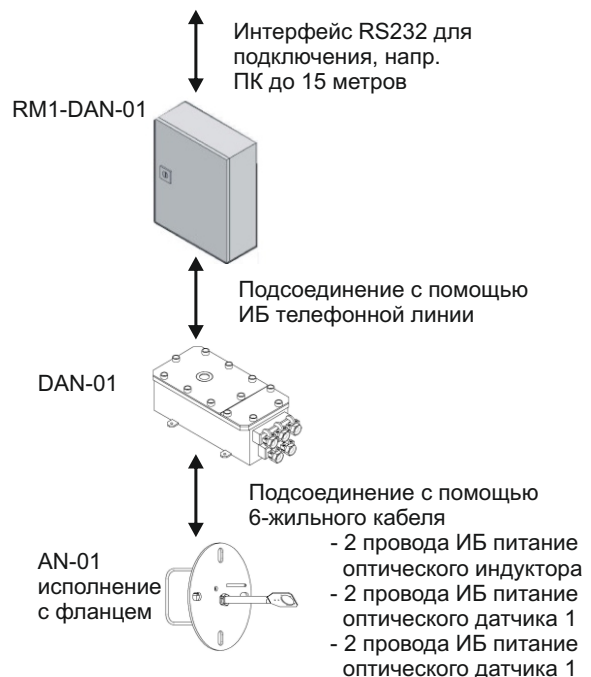 Интерфейс RS232 для
подключения, напр.
ПК до 15 метров
RM1-DAN-01
Подсоединение с помощью
ИБ телефонной линии
DAN-01
Подсоединение с помощью
6-жильного кабеля
- 2 провода ИБ питание
оптического индуктора
- 2 провода ИБ питание
оптического датчика 1
- 2 провода ИБ питание
оптического датчика 1
AN-01
исполнение
с фланцем